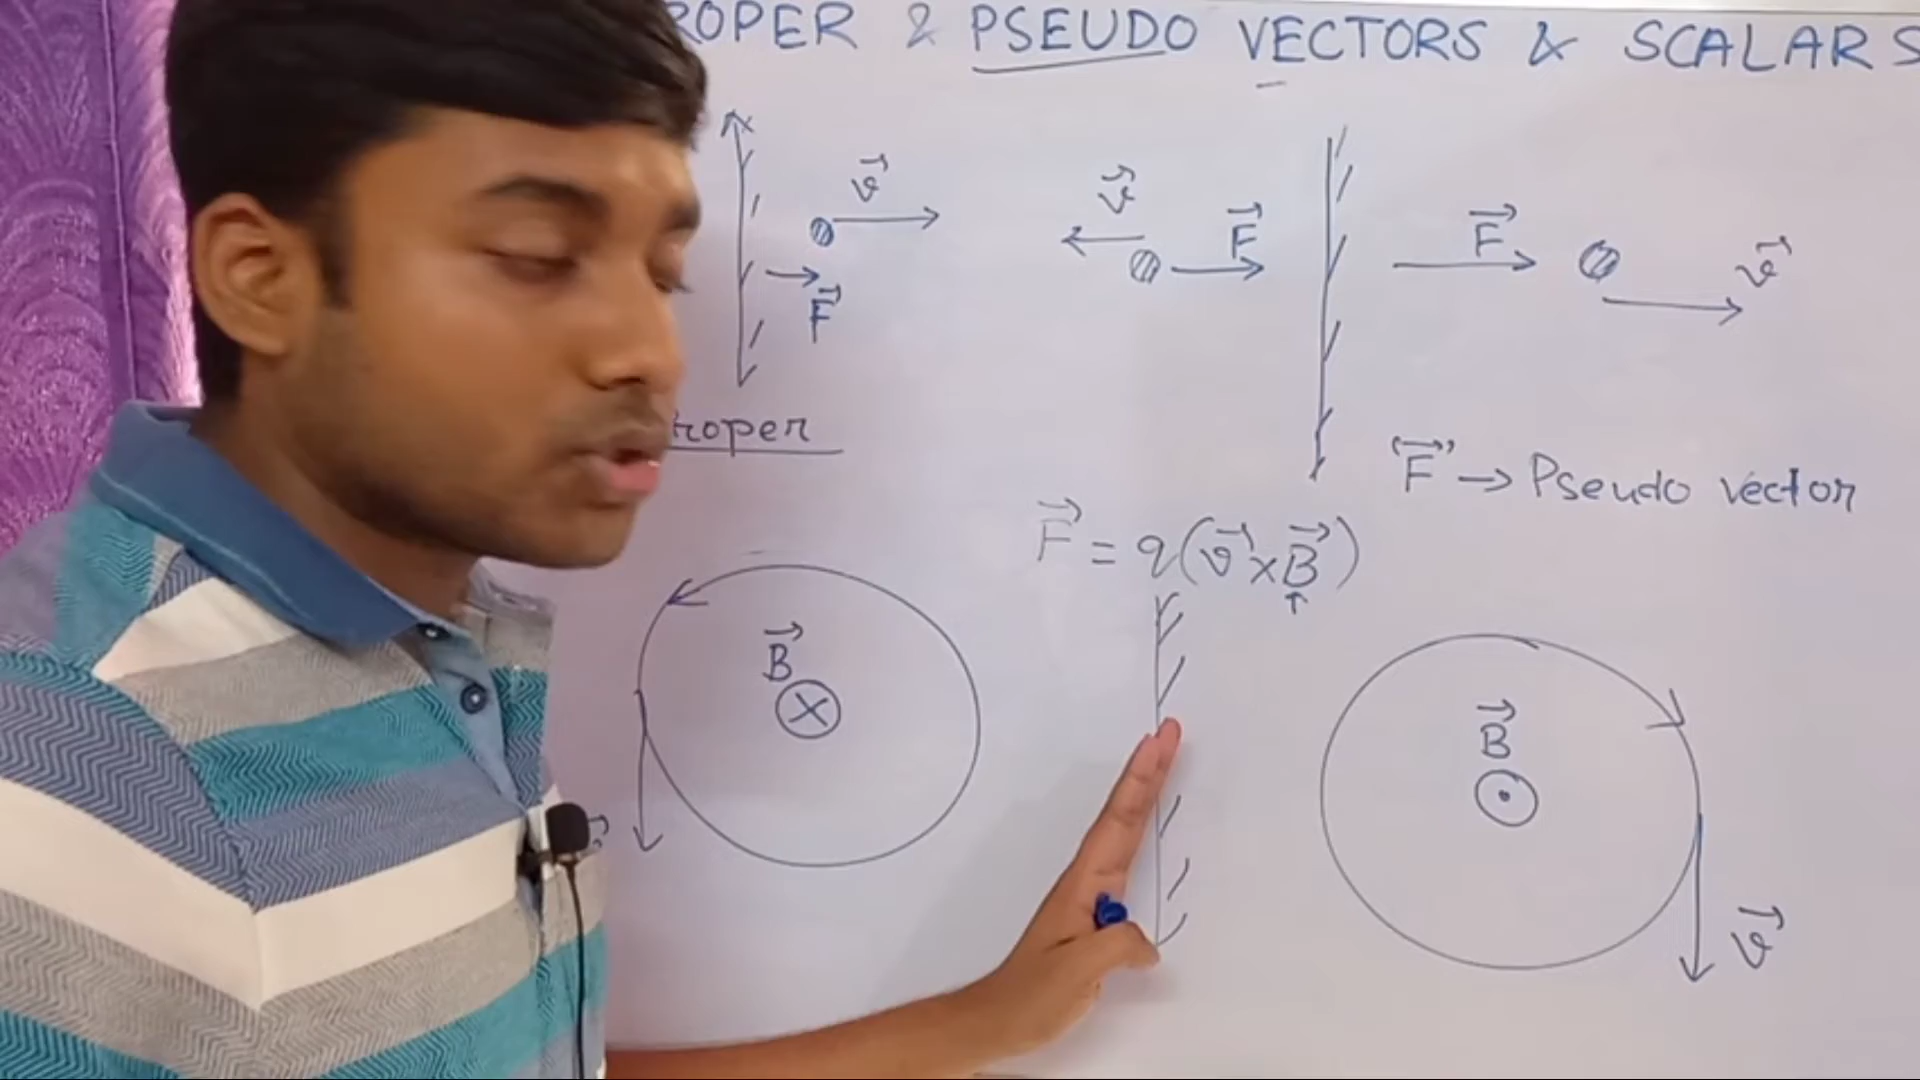 ROPER & PSEUDO VECTORS & SCALARS
v⃗
F⃗
v⃗
F⃗
F⃗
v⃗
roper
"F⃗" → Pseudo vector
F⃗ = q(v⃗ × B⃗)
↑
B⃗
B⃗
v⃗